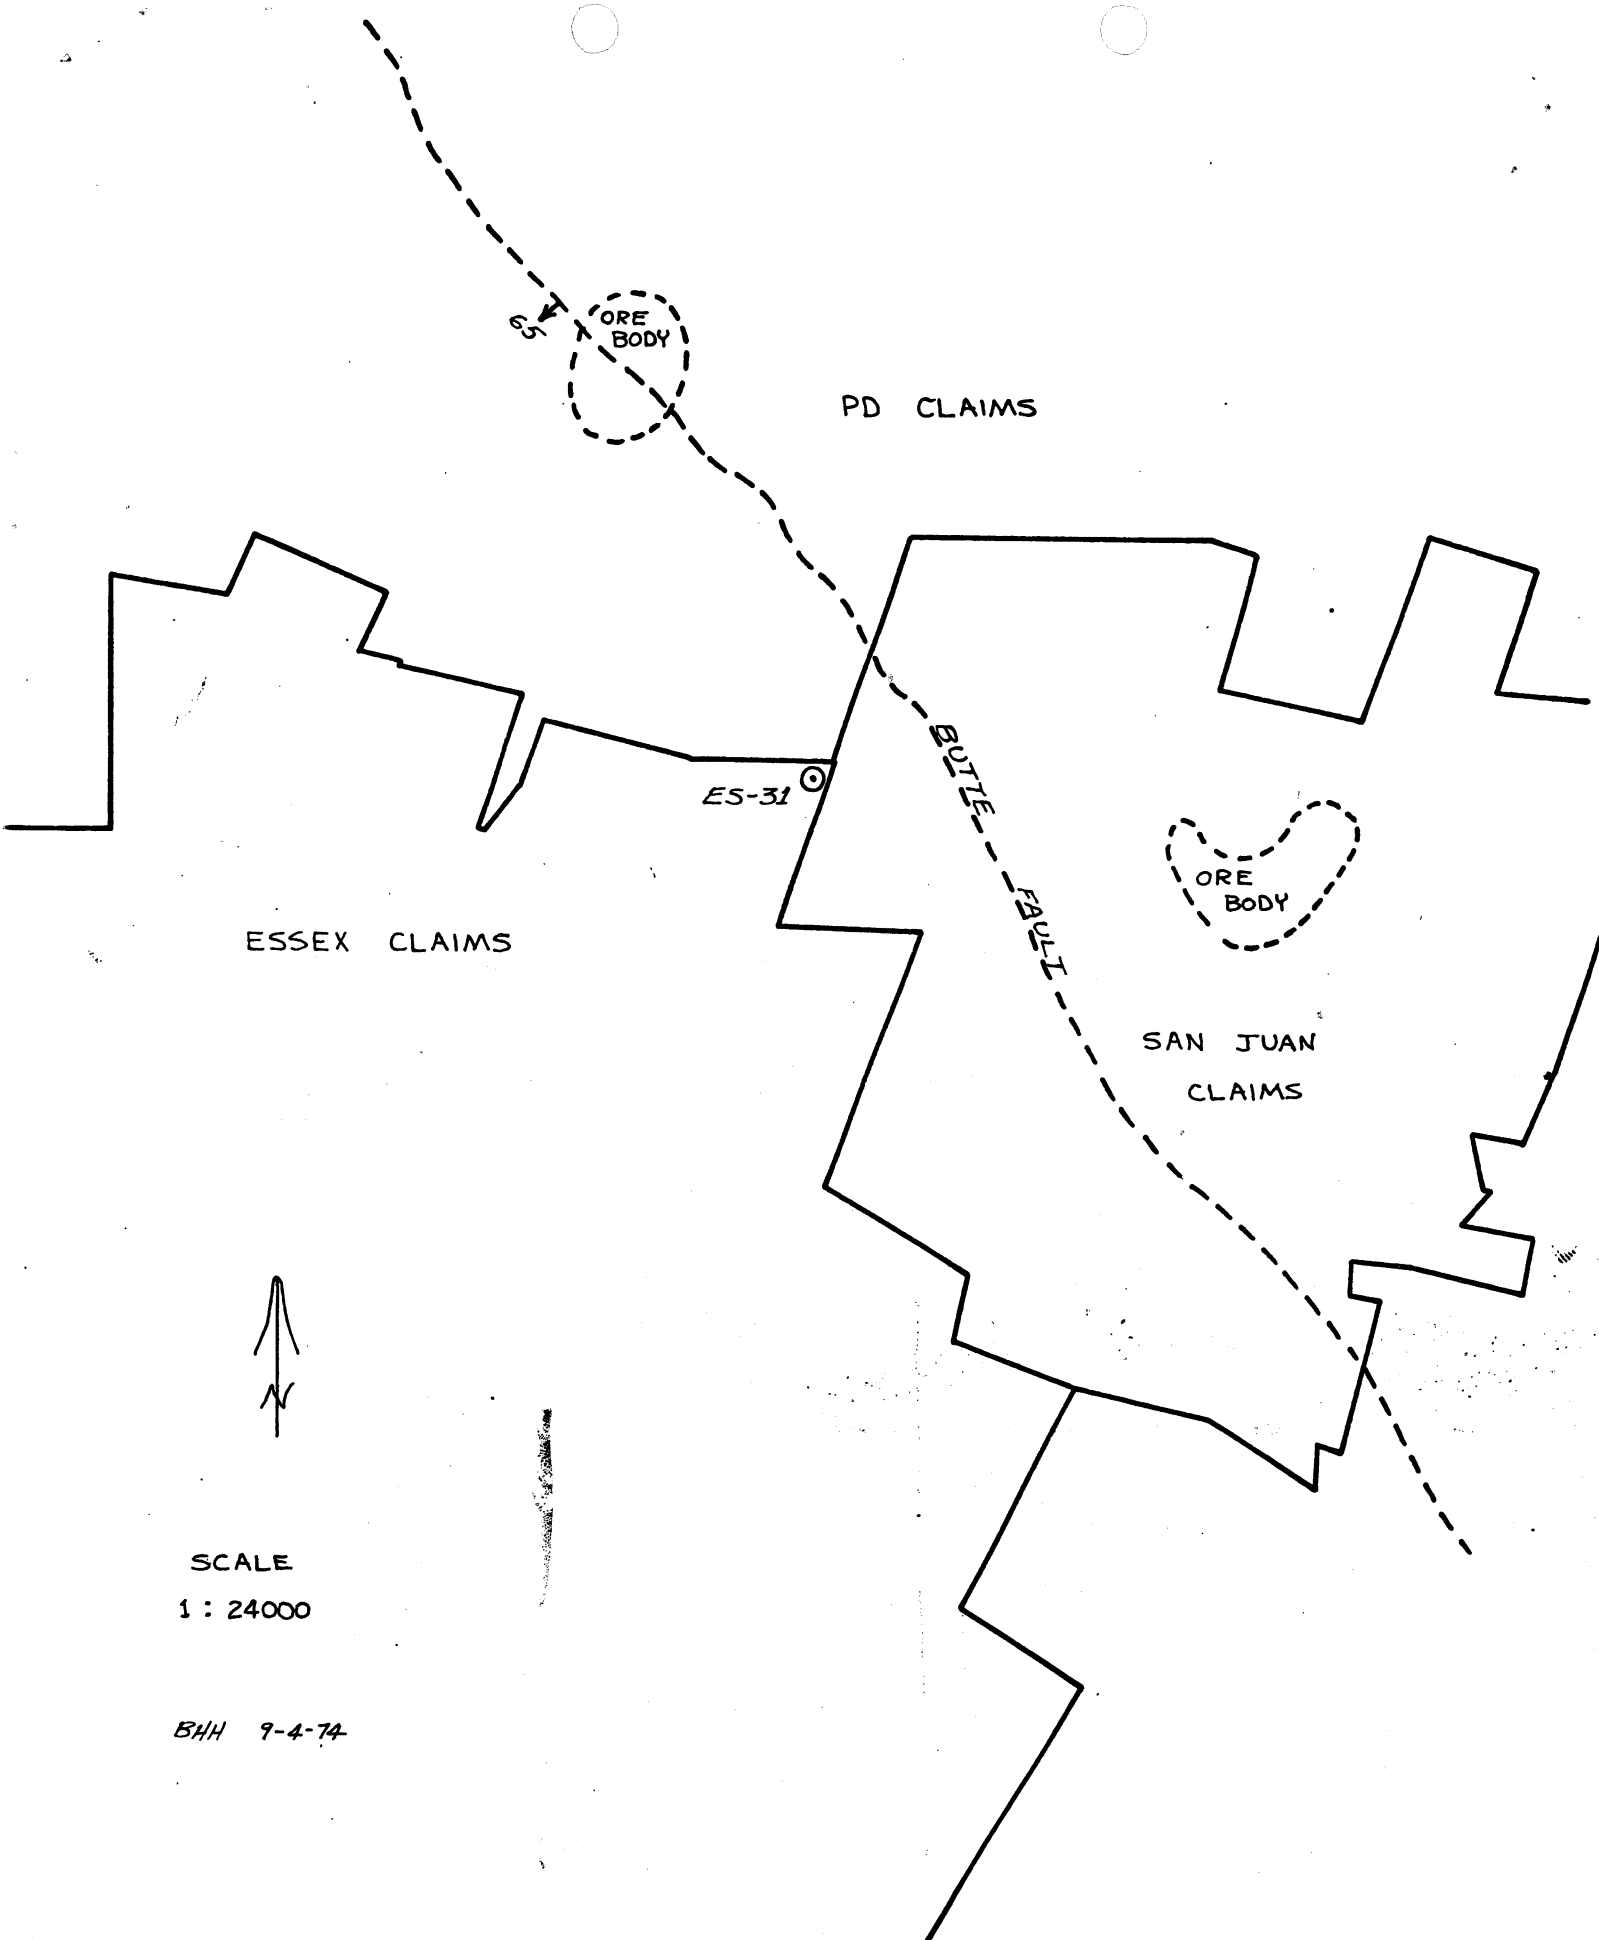 65
ORE
BODY
PD CLAIMS
BUTTE FAULT
ES-31
ORE
BODY
ESSEX CLAIMS
SAN JUAN
CLAIMS
N
SCALE
1 : 24000
BHH 9-4-74